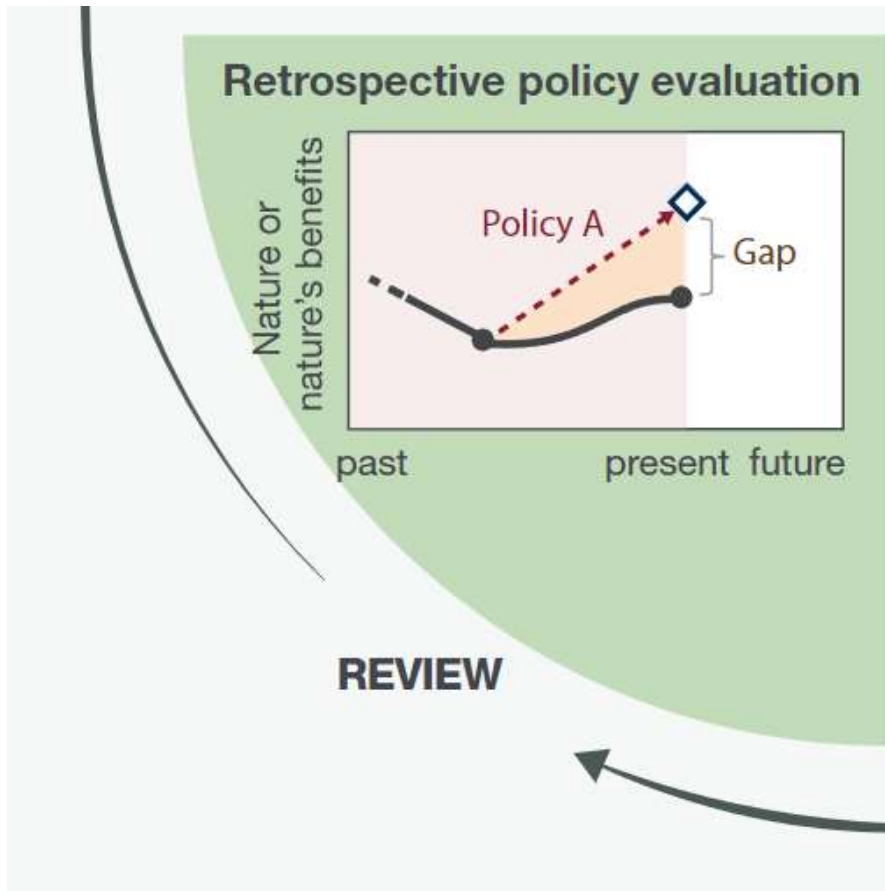 Retrospective policy evaluation
Nature or
nature's benefits
Policy A
Gap
past
present
future
REVIEW